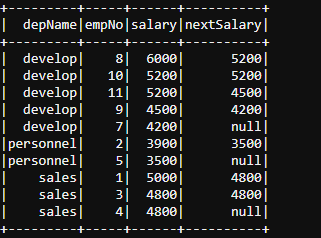 +---------+-----+------+----------+
|  depName|empNo|salary|nextSalary|
+---------+-----+------+----------+
|  develop|    8|  6000|      5200|
|  develop|   10|  5200|      5200|
|  develop|   11|  5200|      4500|
|  develop|    9|  4500|      4200|
|  develop|    7|  4200|      null|
|personnel|    2|  3900|      3500|
|personnel|    5|  3500|      null|
|    sales|    1|  5000|      4800|
|    sales|    3|  4800|      4800|
|    sales|    4|  4800|      null|
+---------+-----+------+----------+